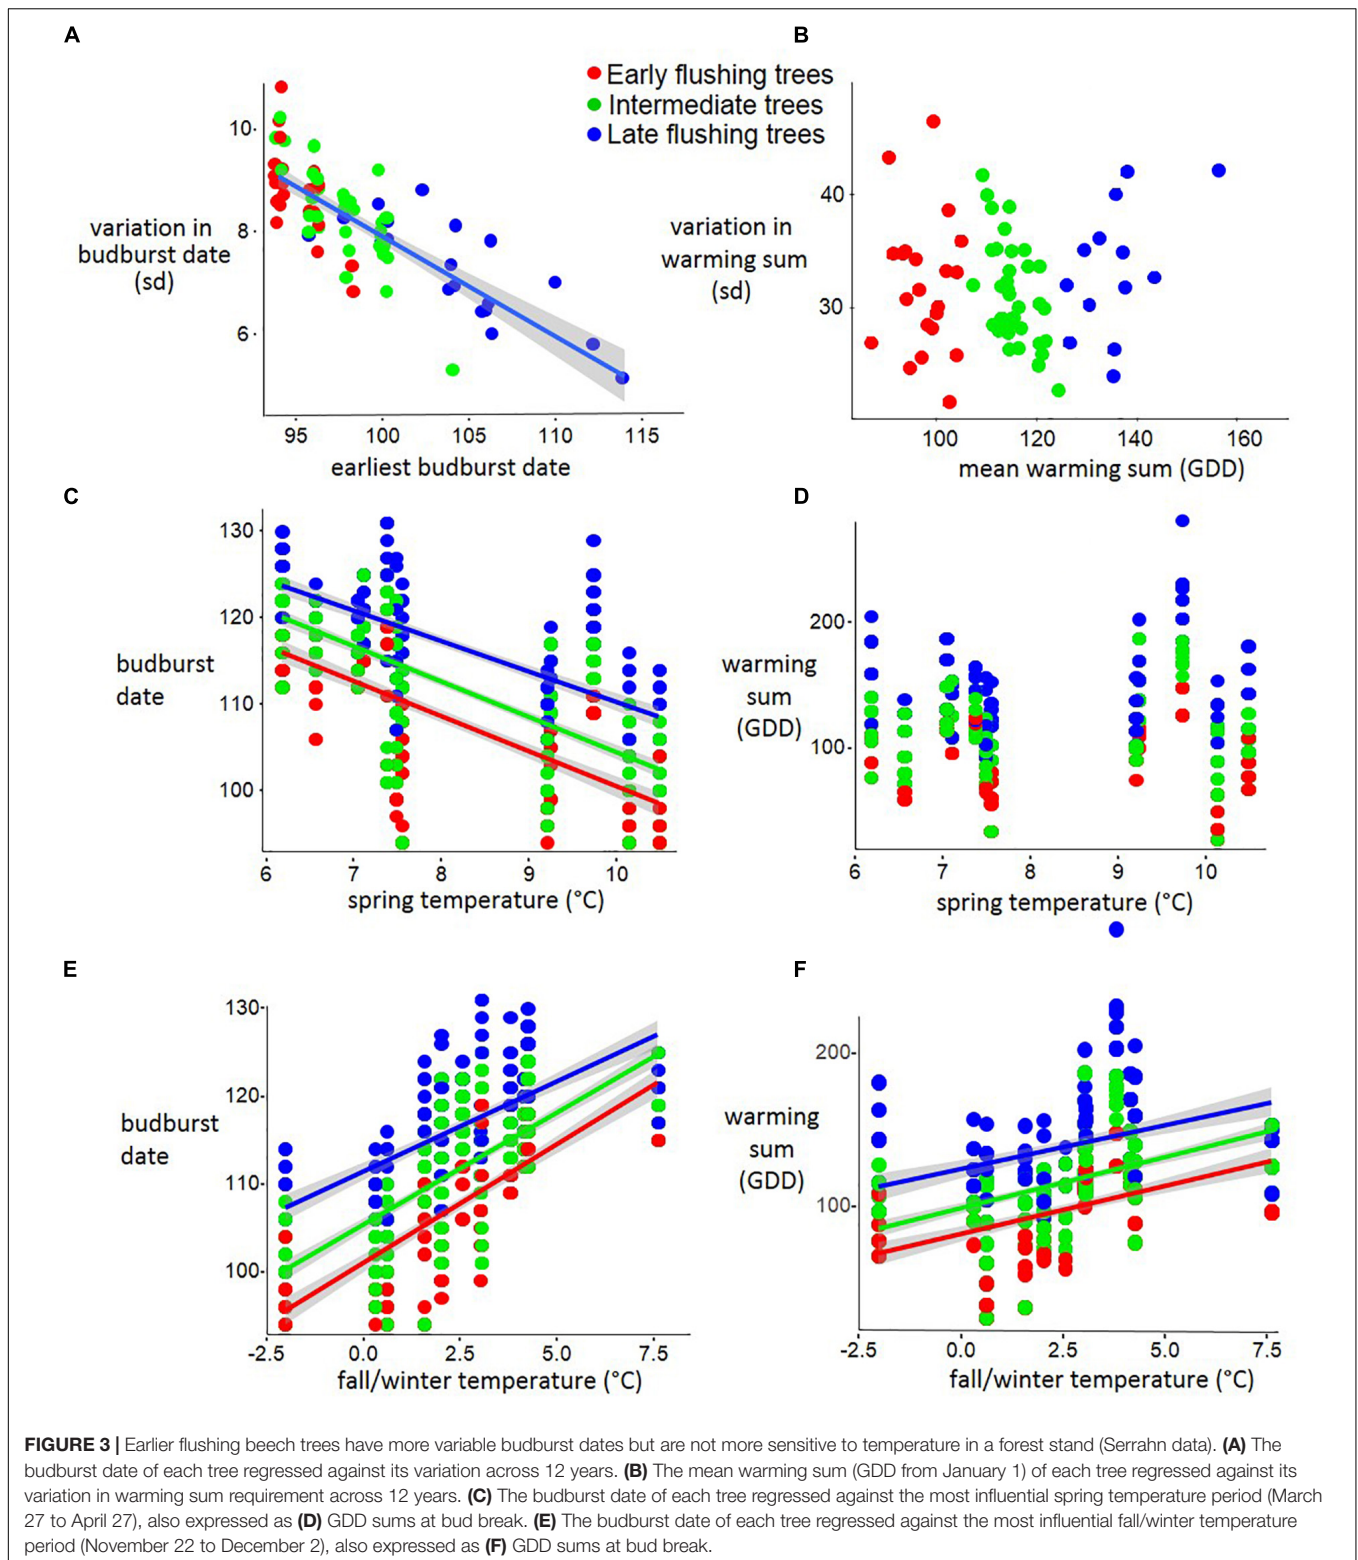 A
B
Early flushing trees
Intermediate trees
Late flushing trees
10
8
6
variation in
budburst date
(sd)
95 100 105 110 115
earliest budburst date
variation in
warming sum
(sd)
40
30
100 120 140 160
mean warming sum (GDD)
C
D
130
120
110
100
budburst
date
6 7 8 9 10
spring temperature (°C)
200
100
warming
sum
(GDD)
6 7 8 9 10
spring temperature (°C)
E
F
130
120
110
100
budburst
date
-2.5 0.0 2.5 5.0 7.5
fall/winter temperature (°C)
200
100
warming
sum
(GDD)
-2.5 0.0 2.5 5.0 7.5
fall/winter temperature (°C)
FIGURE 3 | Earlier flushing beech trees have more variable budburst dates but are not more sensitive to temperature in a forest stand (Serrahn data). (A) The
budburst date of each tree regressed against its variation across 12 years. (B) The mean warming sum (GDD from January 1) of each tree regressed against its
variation in warming sum requirement across 12 years. (C) The budburst date of each tree regressed against the most influential spring temperature period (March
27 to April 27), also expressed as (D) GDD sums at bud break. (E) The budburst date of each tree regressed against the most influential fall/winter temperature
period (November 22 to December 2), also expressed as (F) GDD sums at bud break.